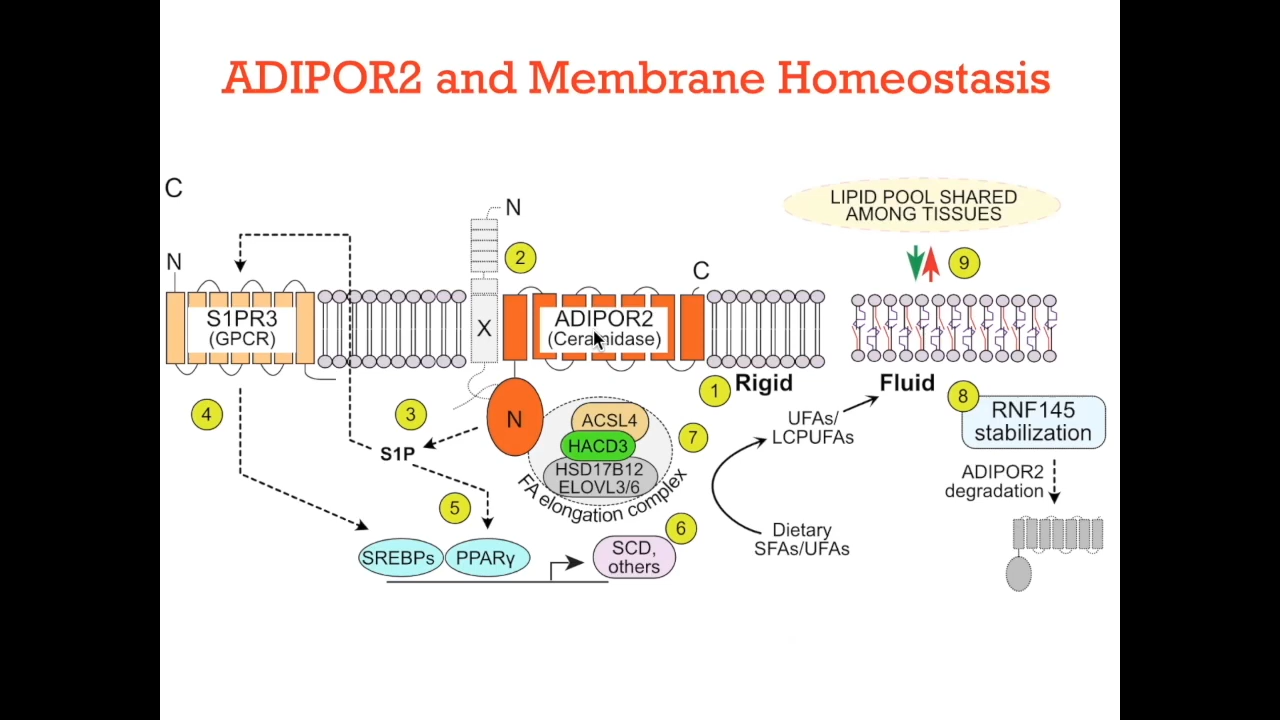 ADIPOR2 and Membrane Homeostasis
C
LIPID POOL SHARED
AMONG TISSUES
N
2
N
C
9
S1PR3
(GPCR)
X
ADIPOR2
(Ceramidase)
1
Rigid
Fluid
4
3
N
ACSL4
HACD3
HSD17B12
ELOVL3/6
FA elongation complex
7
UFAs/
LCPUFAs
8
RNF145
stabilization
S1P
ADIPOR2
degradation
5
6
Dietary
SFAs/UFAs
SREBPs
PPARγ
SCD,
others